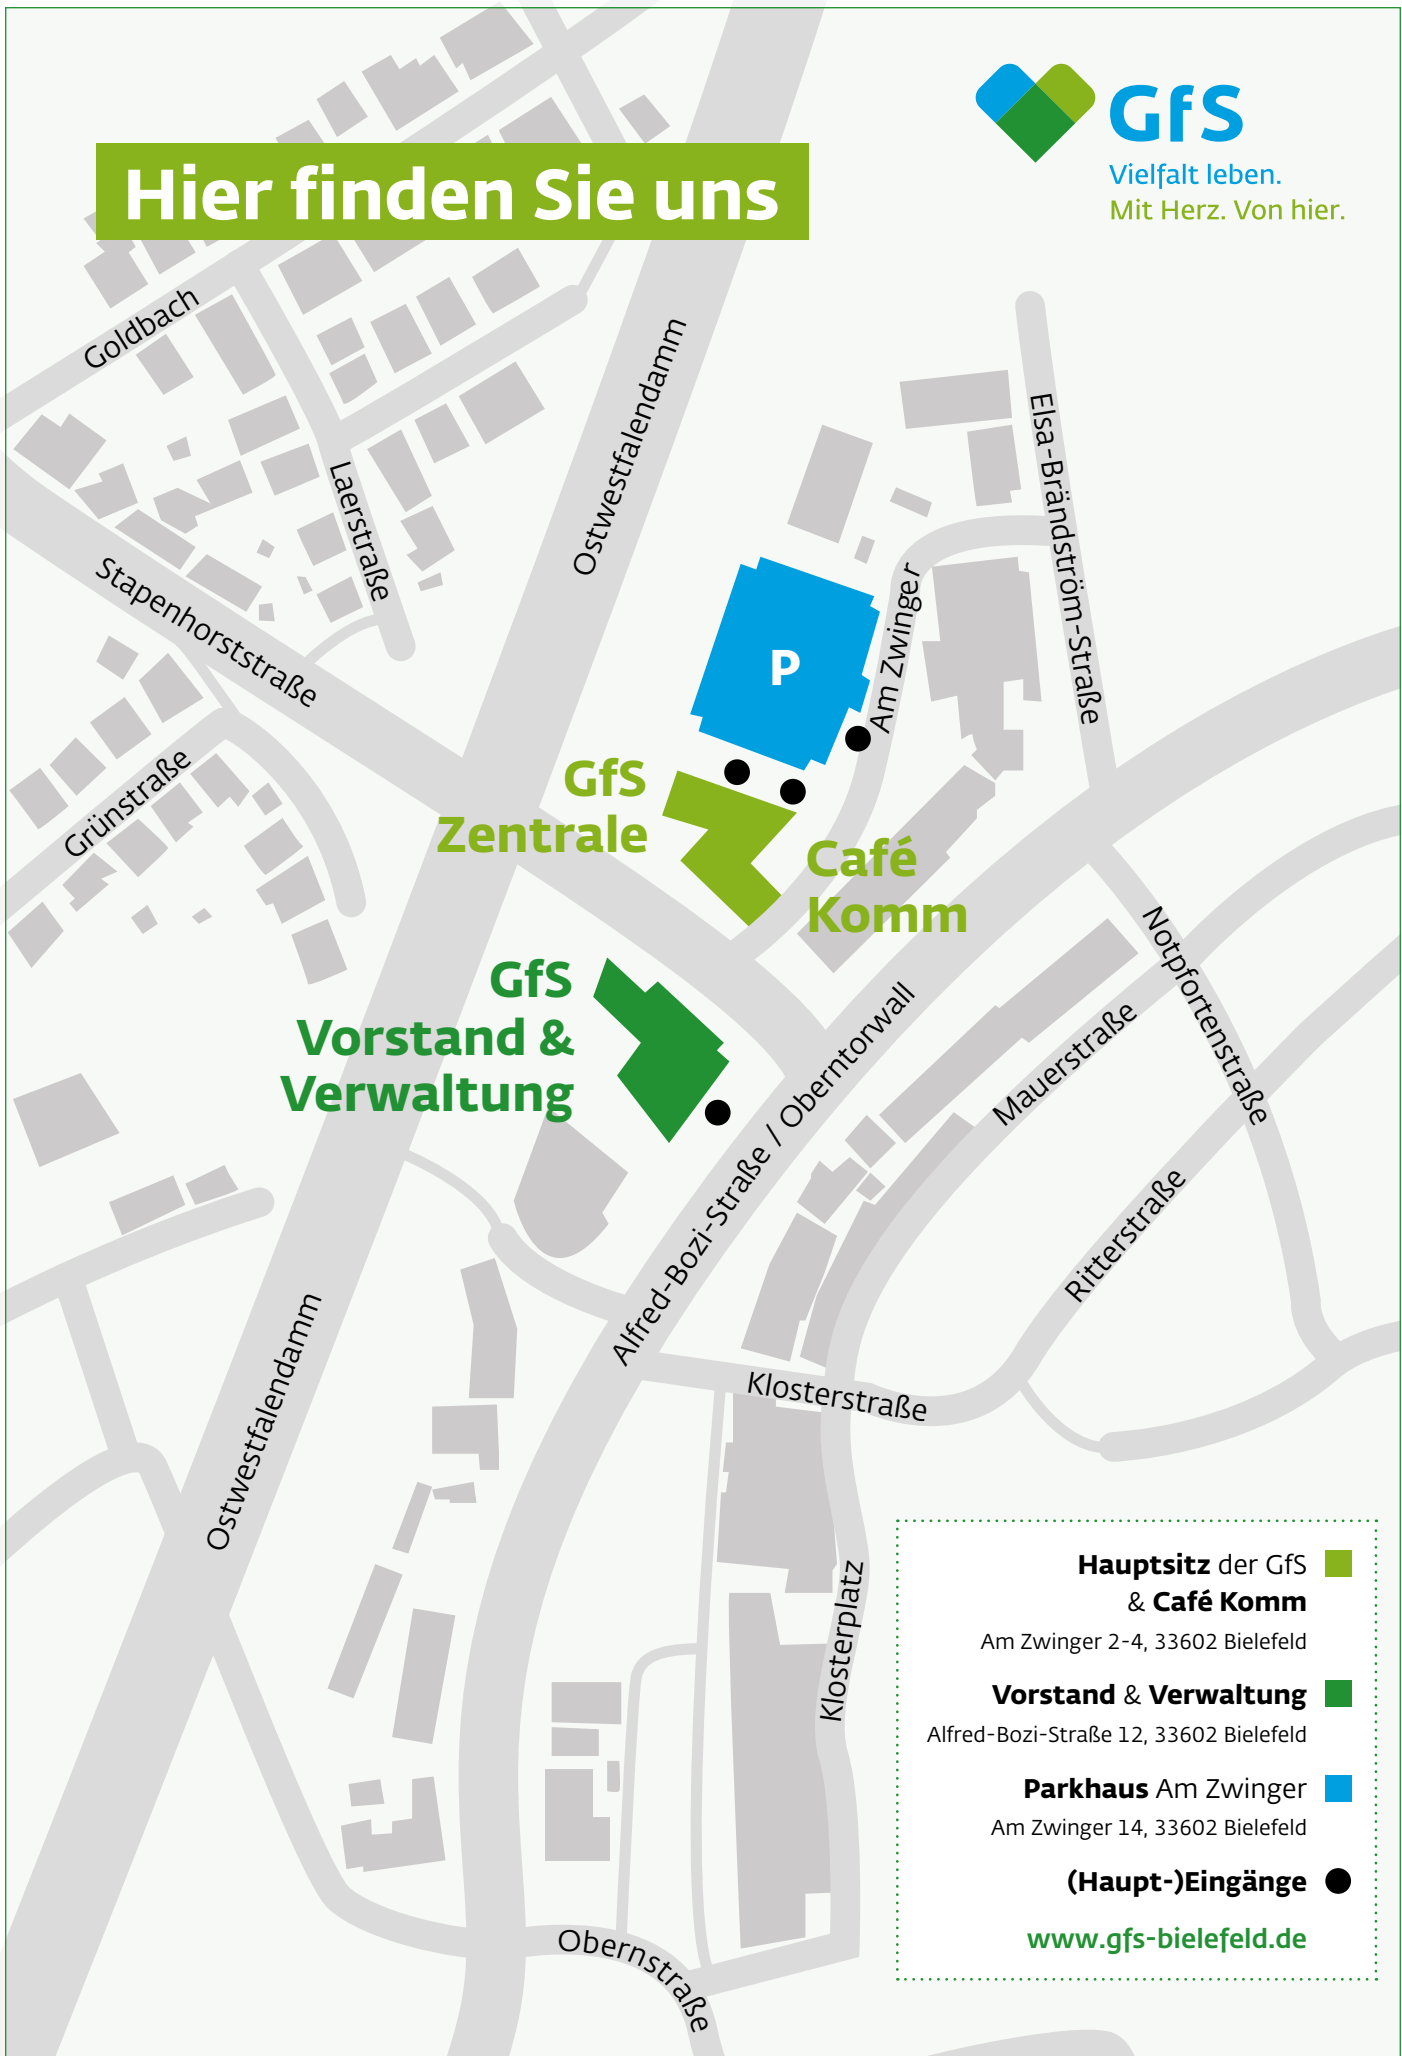 GfS
Vielfalt leben.
Mit Herz. Von hier.
Hier finden Sie uns
Goldbach
Laerstraße
Ostwestfalendamm
Elsa-Brändström-Straße
Stapenhorststraße
Am Zwinger
P
Grünstraße
GfS
Zentrale
Café
Komm
GfS
Vorstand &
Verwaltung
Notpfortenstraße
Alfred-Bozi-Straße / Oberntorwall
Mauerstraße
Ritterstraße
Ostwestfalendamm
Klosterstraße
Klosterplatz
Obernstraße
Hauptsitz der GfS
& Café Komm
Am Zwinger 2-4, 33602 Bielefeld
Vorstand & Verwaltung
Alfred-Bozi-Straße 12, 33602 Bielefeld
Parkhaus Am Zwinger
Am Zwinger 14, 33602 Bielefeld
(Haupt-)Eingänge
www.gfs-bielefeld.de